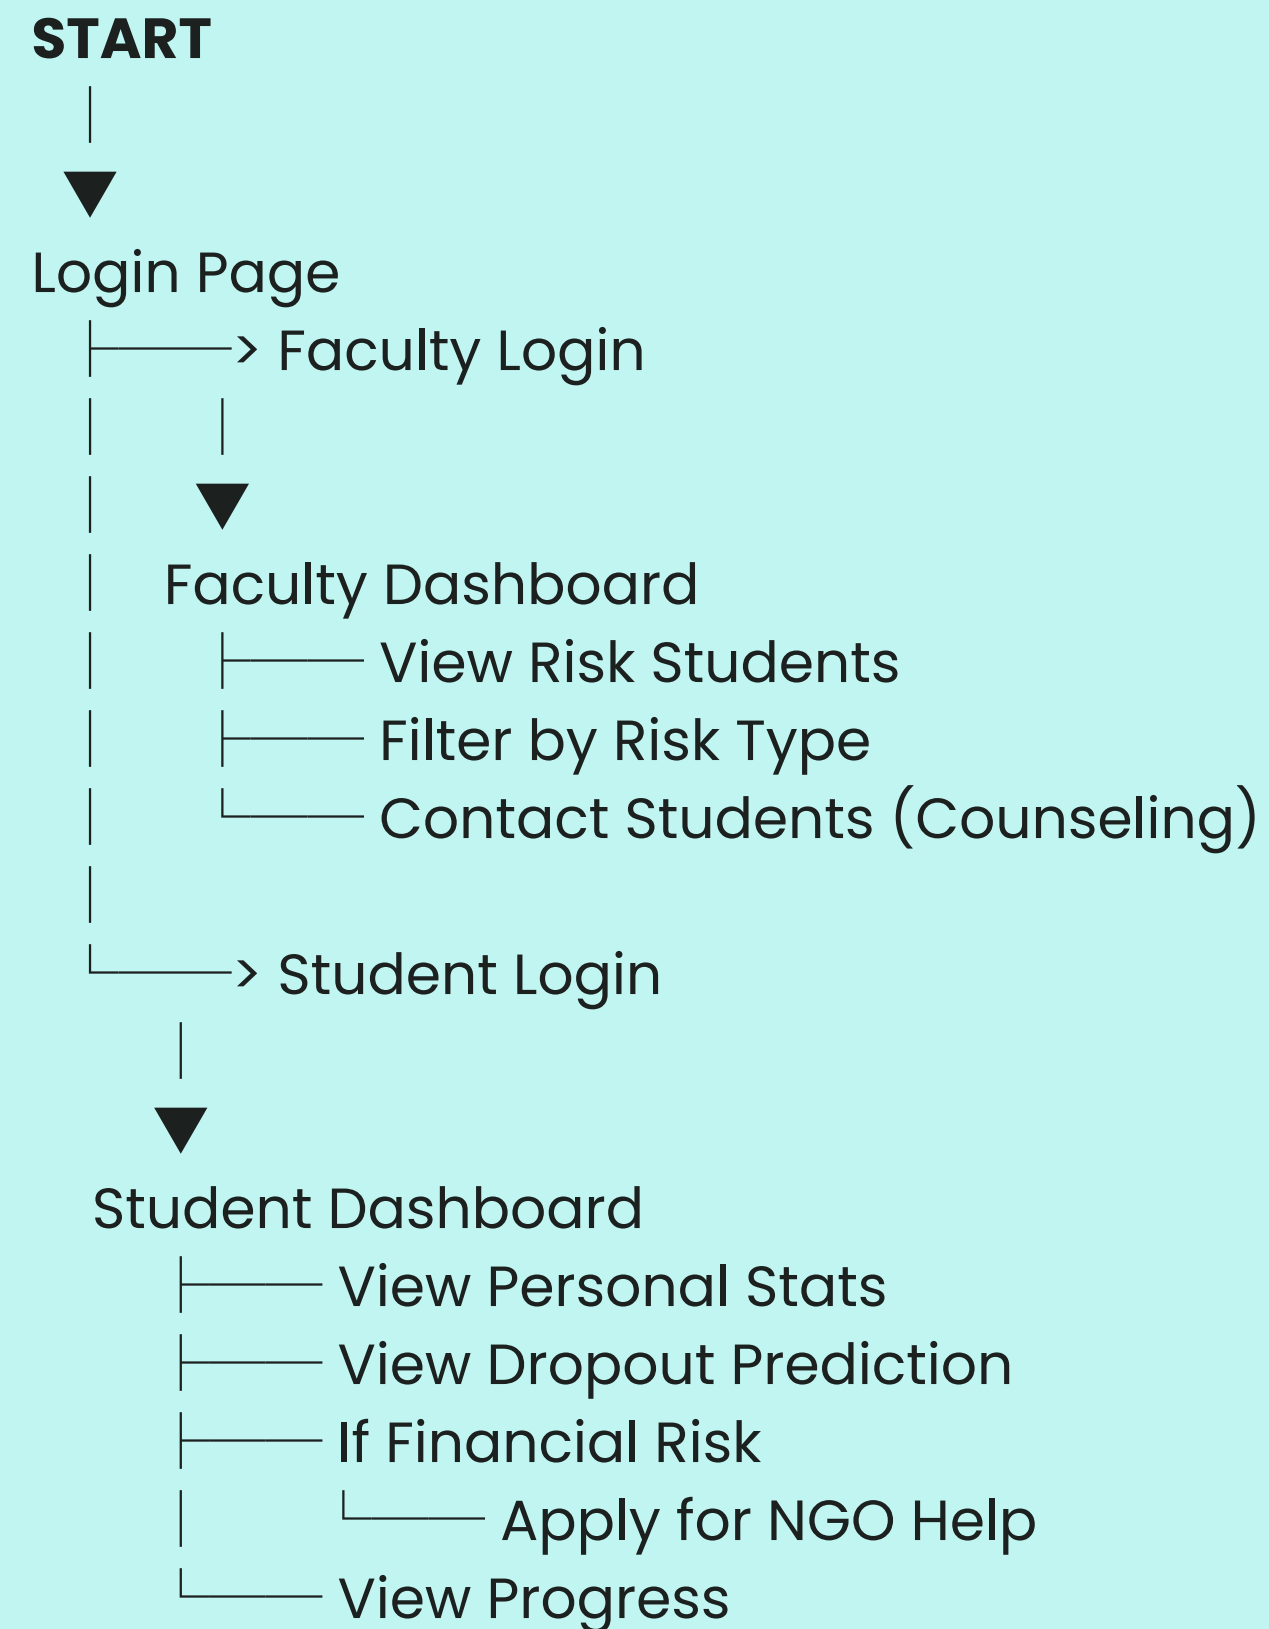 START
Login Page
> Faculty Login
Faculty Dashboard
View Risk Students
Filter by Risk Type
Contact Students (Counseling)
> Student Login
Student Dashboard
View Personal Stats
View Dropout Prediction
If Financial Risk
Apply for NGO Help
View Progress